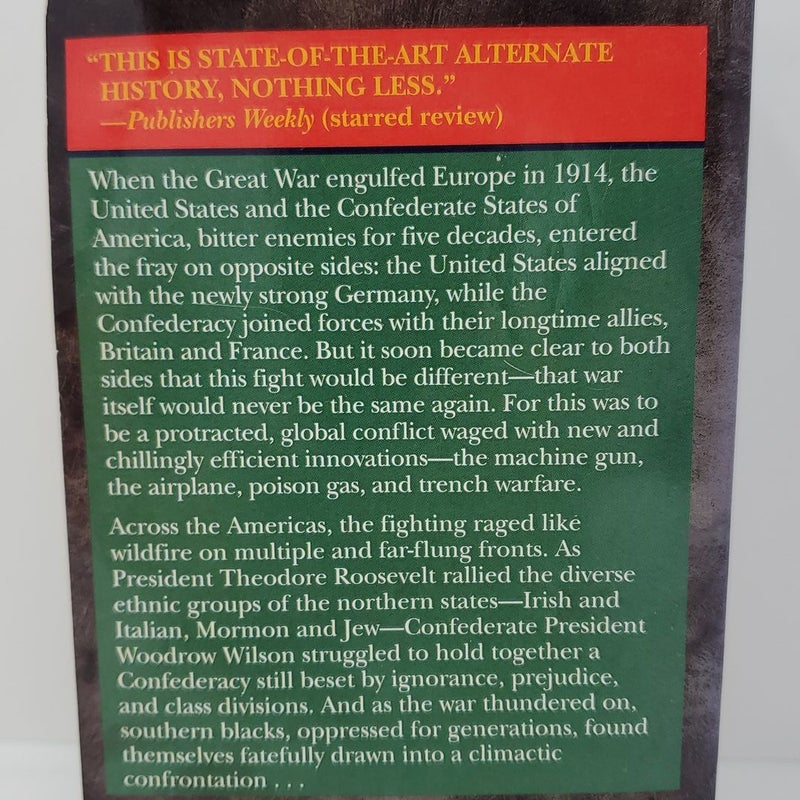 “THIS IS STATE-OF-THE-ART ALTERNATE
HISTORY, NOTHING LESS.”
—Publishers Weekly (starred review)
When the Great War engulfed Europe in 1914, the
United States and the Confederate States of
America, bitter enemies for five decades, entered
the fray on opposite sides: the United States aligned
with the newly strong Germany, while the
Confederacy joined forces with their longtime allies,
Britain and France. But it soon became clear to both
sides that this fight would be different—that war
itself would never be the same again. For this was to
be a protracted, global conflict waged with new and
chillingly efficient innovations—the machine gun,
the airplane, poison gas, and trench warfare.
Across the Americas, the fighting raged like
wildfire on multiple and far-flung fronts. As
President Theodore Roosevelt rallied the diverse
ethnic groups of the northern states—Irish and
Italian, Mormon and Jew—Confederate President
Woodrow Wilson struggled to hold together a
Confederacy still beset by ignorance, prejudice,
and class divisions. And as the war thundered on,
southern blacks, oppressed for generations, found
themselves fatefully drawn into a climactic
confrontation . . .